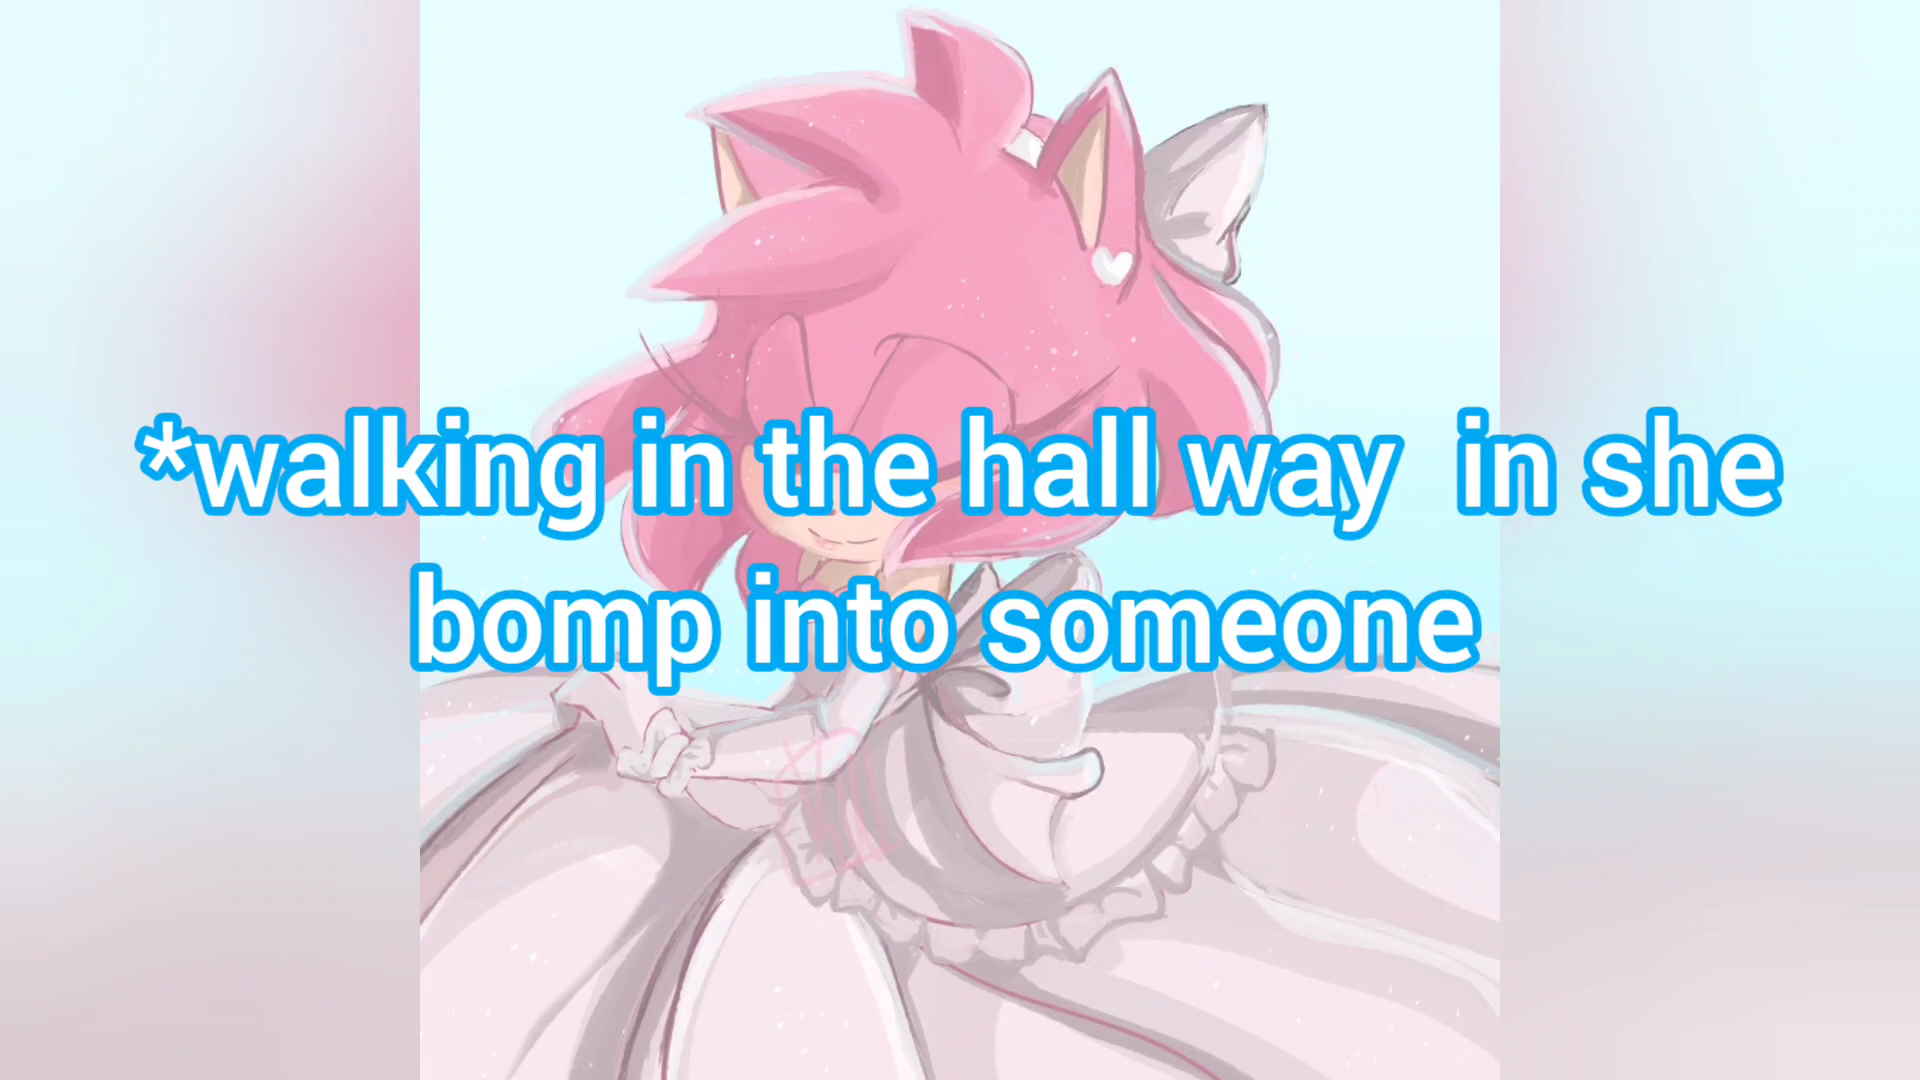 *walking in the hall way  in she
bomp into someone